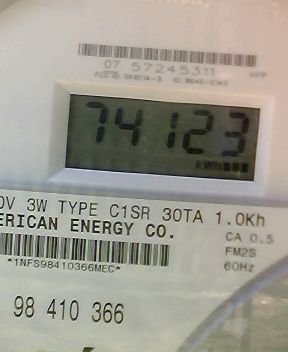 07 57245311
74123
kWh
0V 3W TYPE C1SR 30TA 1.0Kh
ERICAN ENERGY CO.
CA 0.5
FM2S
60Hz
*1NFS98410366MEC*
98 410 366